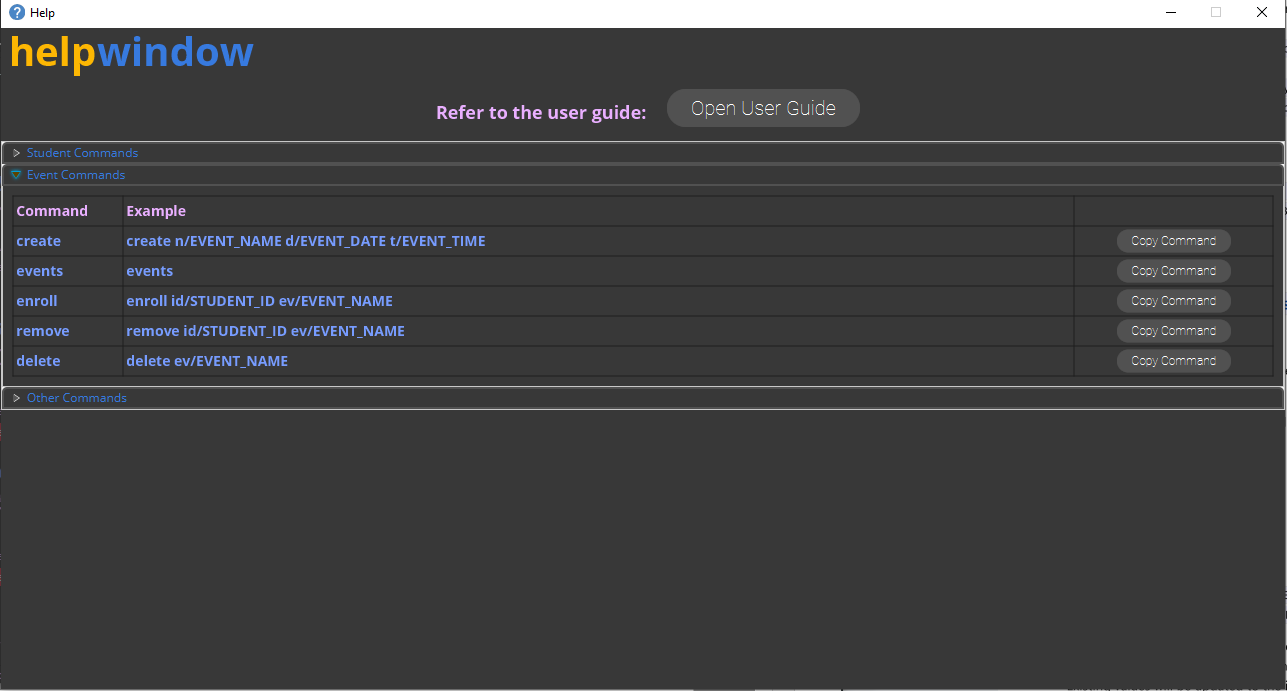 Help
helpwindow
Refer to the user guide: Open User Guide
Student Commands
Event Commands
Command Example
create create n/EVENT_NAME d/EVENT_DATE t/EVENT_TIME Copy Command
events events Copy Command
enroll enroll id/STUDENT_ID ev/EVENT_NAME Copy Command
remove remove id/STUDENT_ID ev/EVENT_NAME Copy Command
delete delete ev/EVENT_NAME Copy Command
Other Commands